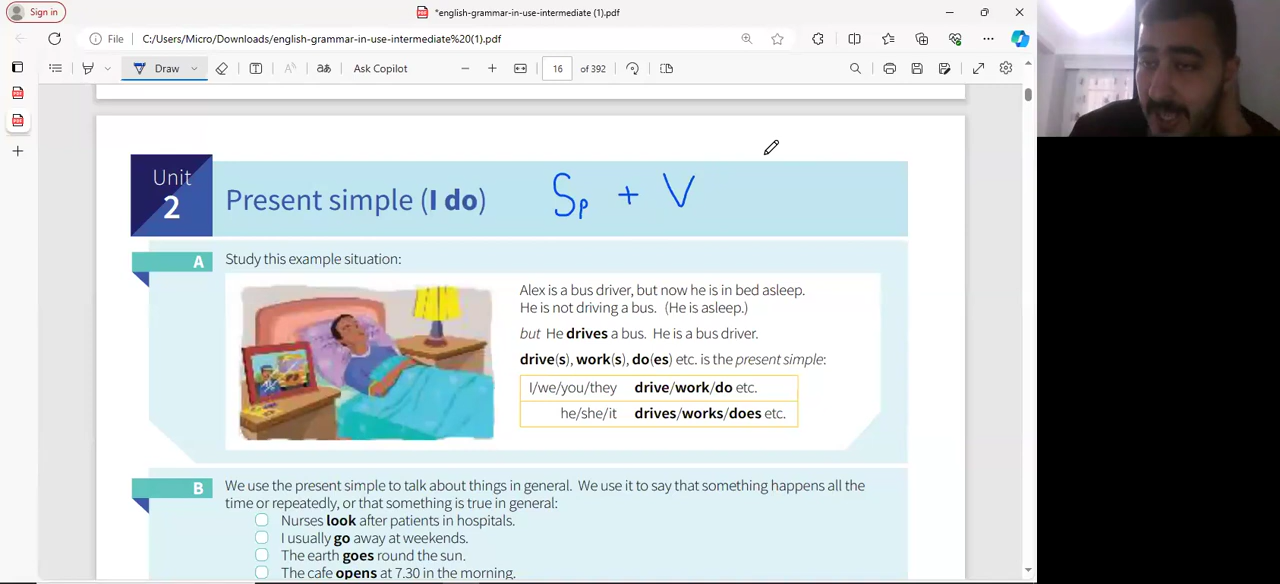 Sign in
*english-grammar-in-use-intermediate (1).pdf
File C:/Users/Micro/Downloads/english-grammar-in-use-intermediate%20(1).pdf
Draw
Ask Copilot
16 of 392
Unit
2
Present simple (I do)
Sp + V
A
Study this example situation:
Alex is a bus driver, but now he is in bed asleep.
He is not driving a bus. (He is asleep.)
but He drives a bus. He is a bus driver.
drive(s), work(s), do(es) etc. is the present simple:
I/we/you/they drive/work/do etc.
he/she/it drives/works/does etc.
B
We use the present simple to talk about things in general. We use it to say that something happens all the
time or repeatedly, or that something is true in general:
Nurses look after patients in hospitals.
I usually go away at weekends.
The earth goes round the sun.
The cafe opens at 7.30 in the morning.